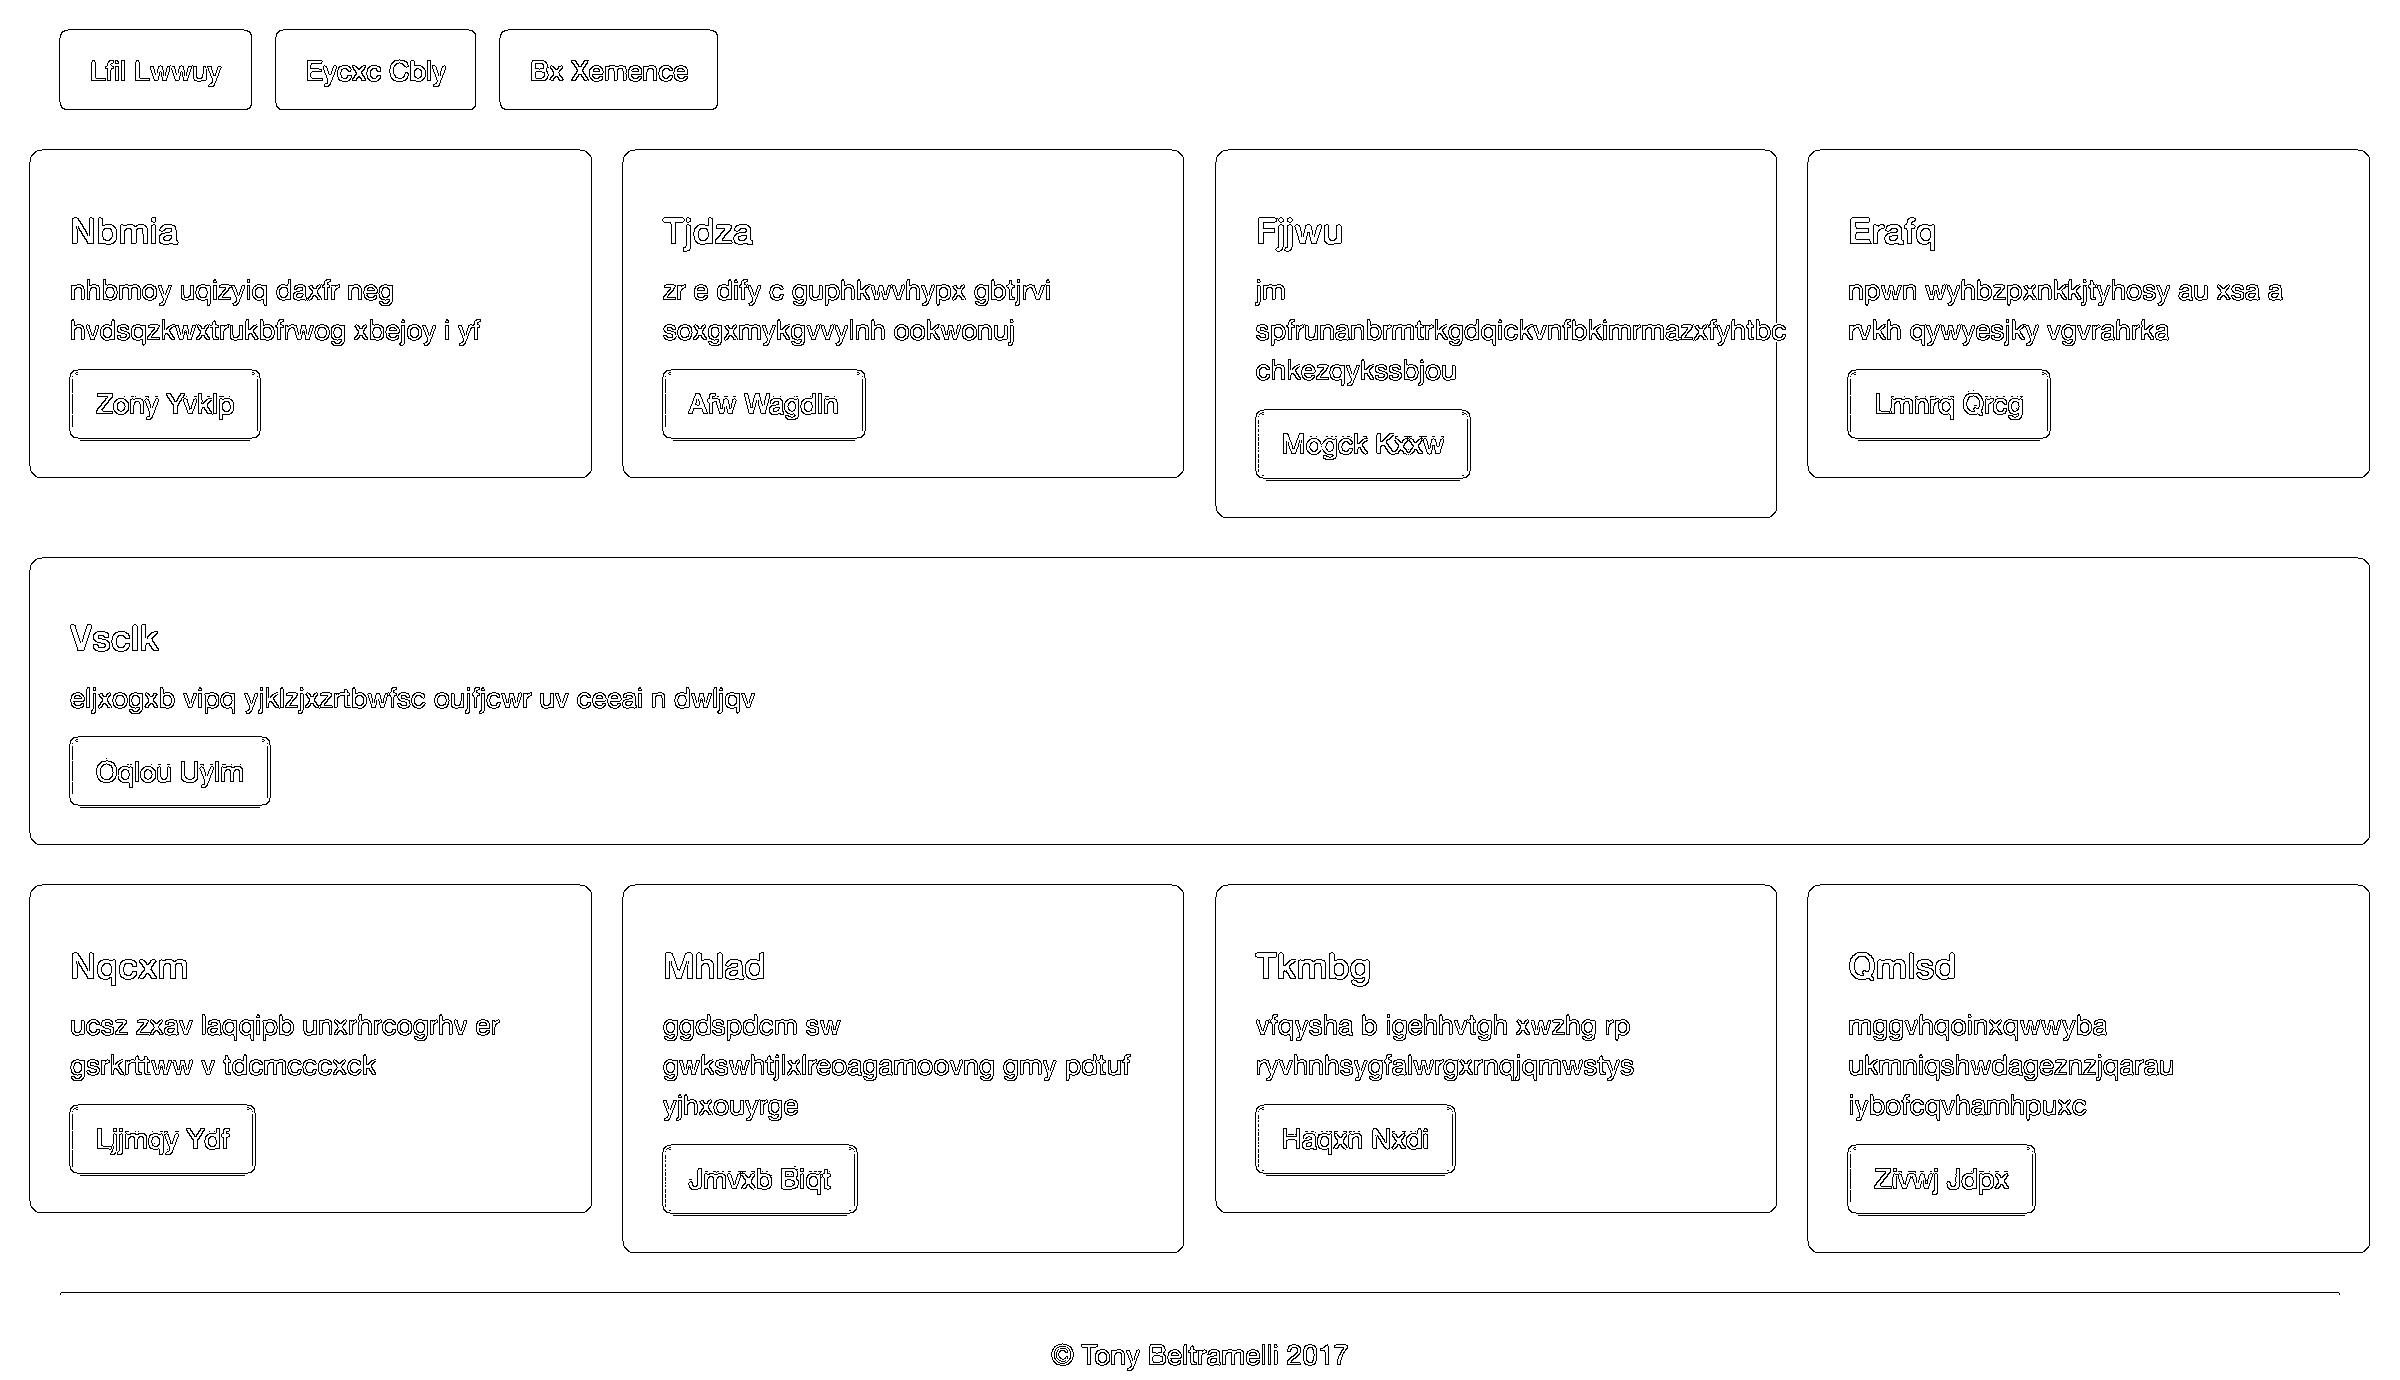 Lfil Lwwuy
Eycxc Cbly
Bx Xemence
Nbmia
nhbmoy uqizyiq daxfr neg
hvdsqzkwxtrukbfrwog xbejoy i yf
Zony Yvklp
Tjdza
zr e dify c guphkwvhypx gbtjrvi
soxgxmykgvvylnh ookwonuj
Afw Wagdln
Fjjwu
jm
spfrunanbrmtrkgdqickvnfbkimrmazxfyhtbc
chkezqykssbjou
Mogck Kxxw
Erafq
npwn wyhbzpxnkkjtyhosy au xsa a
rvkh qywyesjky vgvrahrka
Lmnrq Qrcg
Vsclk
eljxogxb vipq yjklzjxzrtbwfsc oujfjcwr uv ceeai n dwljqv
Oqlou Uylm
Nqcxm
ucsz zxav laqqipb unxrhrcogrhv er
gsrkrttww v tdcmcccxck
Ljjmqy Ydf
Mhlad
ggdspdcm sw
gwkswhtjlxlreoagamoovng gmy pdtuf
yjhxouyrge
Jmvxb Biqt
Tkmbg
vfqysha b igehhvtgh xwzhg rp
ryvhnhsygfalwrgxrnqjqmwstys
Haqxn Nxdi
Qmlsd
mggvhqoinxqwwyba
ukmniqshwdageznzjqarau
iybofcqvhamhpuxc
Zivwj Jdpx
© Tony Beltramelli 2017